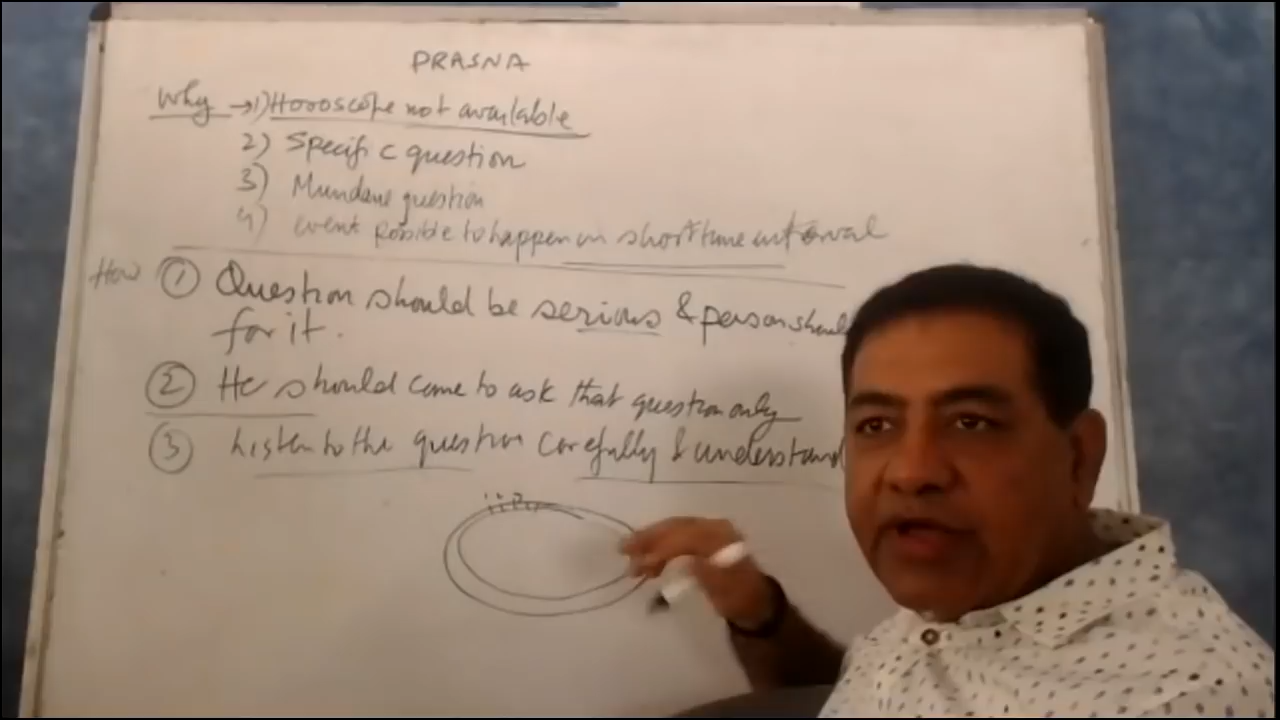 PRASNA
Why → 1) Horoscope not available
2) Specific question
3) Mundane question
4) event possible to happen in short time interval
How ① Question should be serious & person should
for it.
② He should come to ask that question only
③ Listen to the question carefully & understand